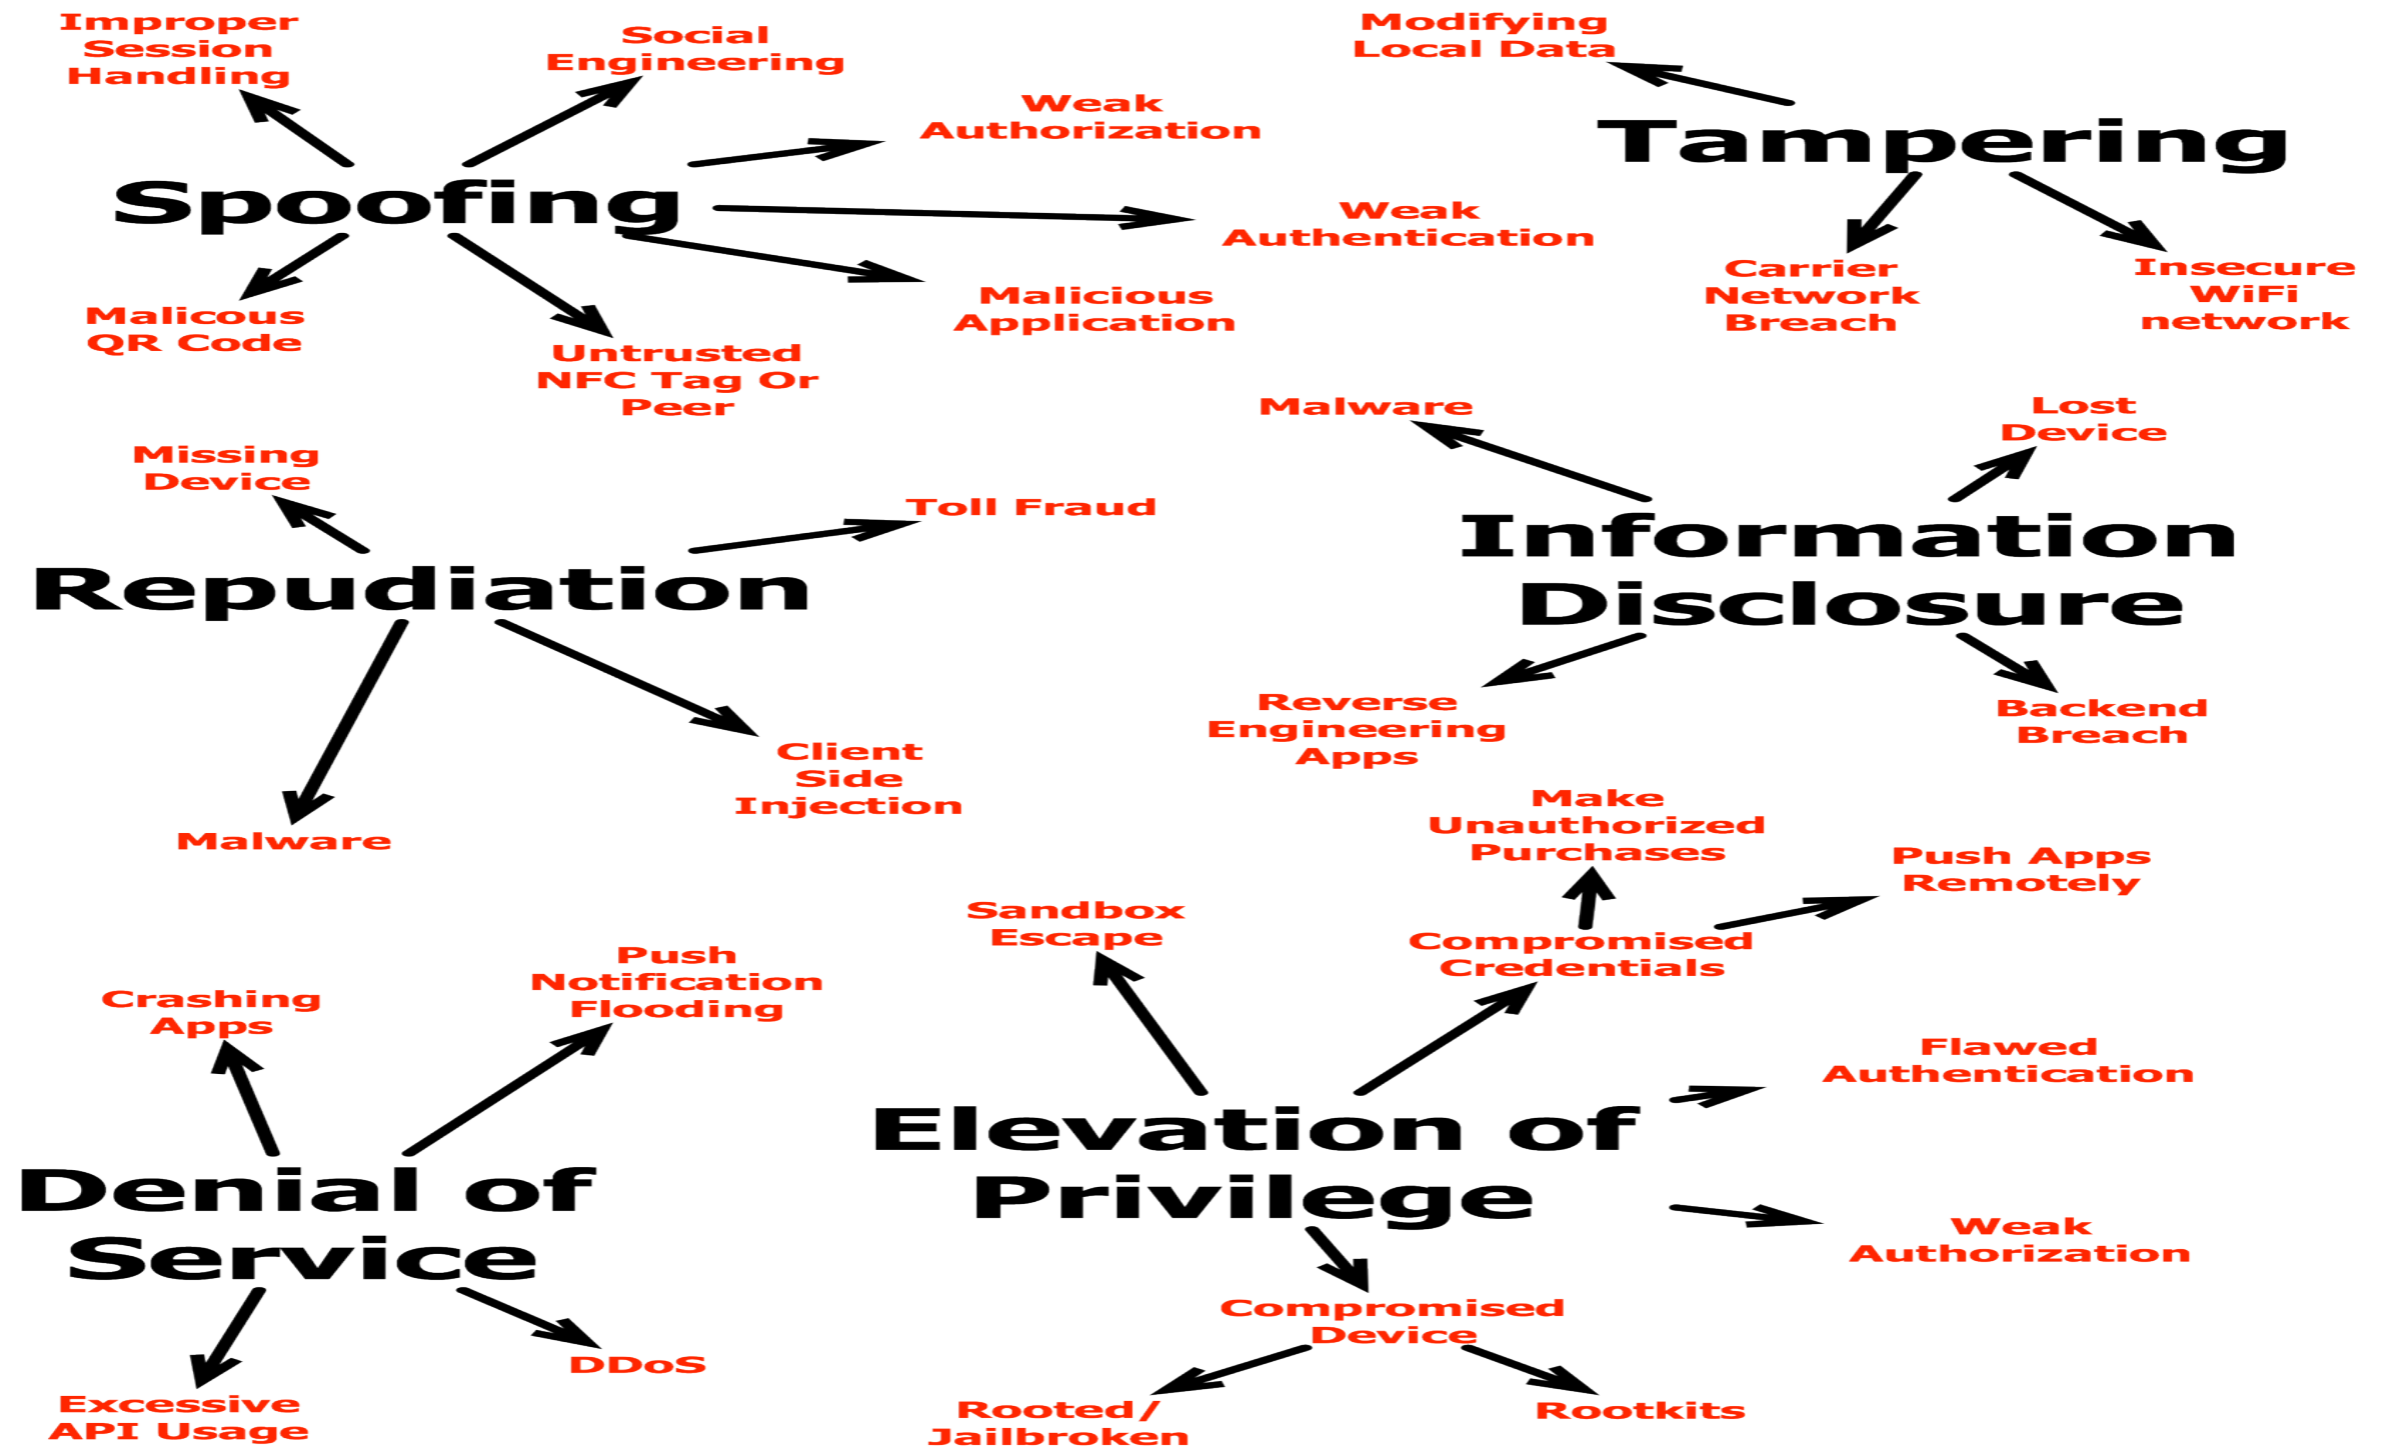 Improper
Session
Handling
Social
Engineering
Weak
Authorization
Spoofing
Weak
Authentication
Malicious
Application
Malicous
QR Code
Untrusted
NFC Tag Or
Peer
Modifying
Local Data
Tampering
Carrier
Network
Breach
Insecure
WiFi
network
Missing
Device
Toll Fraud
Repudiation
Client
Side
Injection
Malware
Malware
Lost
Device
Information
Disclosure
Reverse
Engineering
Apps
Backend
Breach
Crashing
Apps
Push
Notification
Flooding
Denial of
Service
DDoS
Excessive
API Usage
Make
Unauthorized
Purchases
Push Apps
Remotely
Sandbox
Escape
Compromised
Credentials
Flawed
Authentication
Elevation of
Privilege
Weak
Authorization
Compromised
Device
Rooted/
Jailbroken
Rootkits